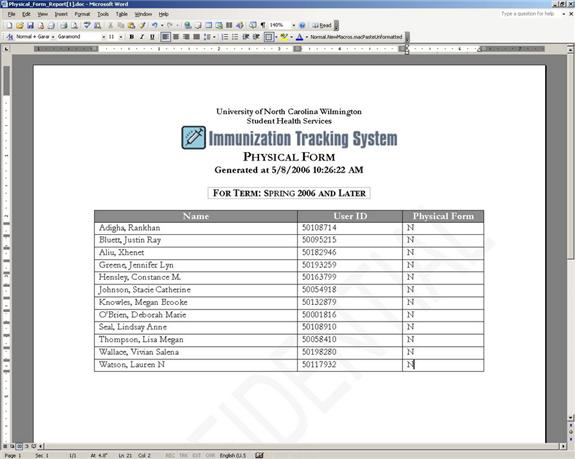 Physical_Form_Report[1].doc - Microsoft Word
File Edit View Insert Format Tools Table Window Help Type a question for help
140% Read
Normal + Gara Garamond 11 B I U Normal.NewMacros.macPasteUnformatted
University of North Carolina Wilmington
Student Health Services
Immunization Tracking System
PHYSICAL FORM
Generated at 5/8/2006 10:26:22 AM
FOR TERM: SPRING 2006 AND LATER
Name User ID Physical Form
Adigha, Rankhan 50108714 N
Bluett, Justin Ray 50095215 N
Aliu, Xhenet 50182946 N
Greene, Jennifer Lyn 50193259 N
Hensley, Constance M. 50163799 N
Johnson, Stacie Catherine 50054918 N
Knowles, Megan Brooke 50132879 N
O'Brien, Deborah Marie 50001816 N
Seal, Lindsay Anne 50108910 N
Thompson, Lisa Megan 50058410 N
Wallace, Vivian Salena 50198280 N
Watson, Lauren N 50117932 N
FIDENTIAL
Page 1 Sec 1 1/1 At 4.8" Ln 21 Col 2 REC TRK EXT OVR English (U.S